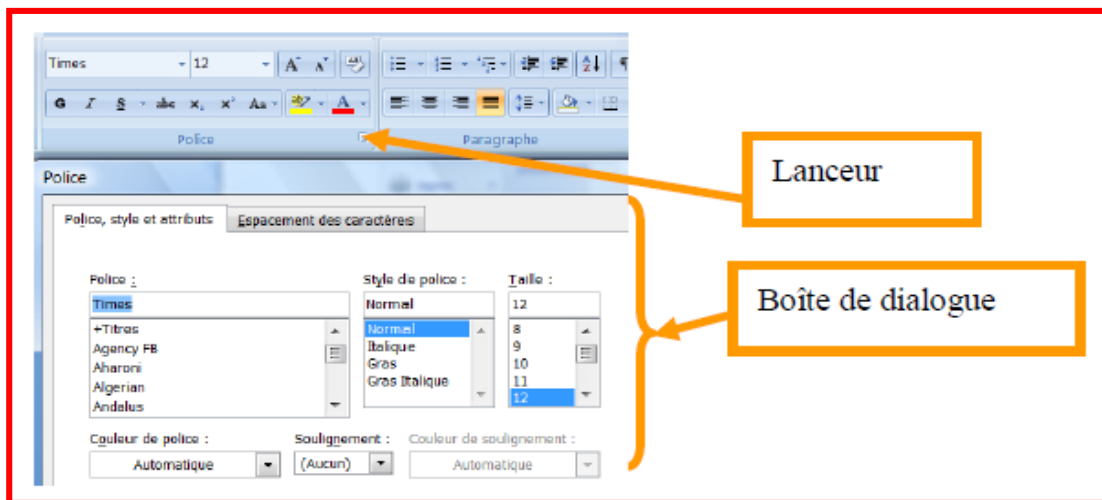 Times 12 A A
G I S abc x₂ x² Aa A
Police Paragraphe
Lanceur
Police
Police, style et attributs Espacement des caractères
Police : Style de police : Taille :
Times Normal 12
+Titres Normal 8
Agency FB Italique 9
Aharoni Gras 10
Algerian Gras Italique 11
Andalus 12
Boîte de dialogue
Couleur de police : Soulignement : Couleur de soulignement :
Automatique (Aucun) Automatique